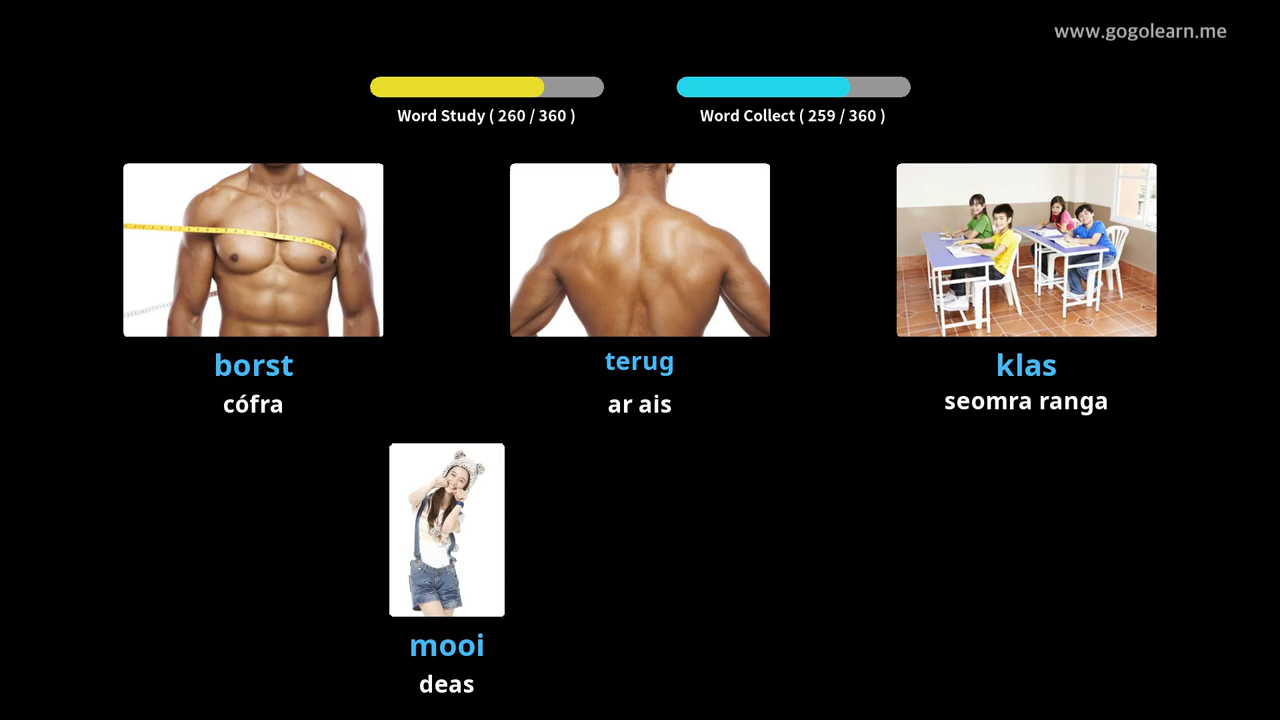 www.gogolearn.me
Word Study ( 260 / 360 )
Word Collect ( 259 / 360 )
borst
terug
klas
cófra
ar ais
seomra ranga
mooi
deas